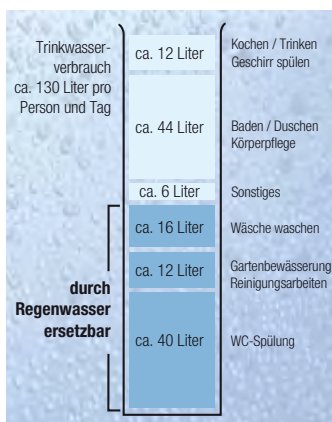 Trinkwasser-
verbrauch
ca. 130 Liter pro
Person und Tag
ca. 12 Liter
Kochen / Trinken
Geschirr spülen
ca. 44 Liter
Baden / Duschen
Körperpflege
ca. 6 Liter
Sonstiges
ca. 16 Liter
Wäsche waschen
ca. 12 Liter
Gartenbewässerung
Reinigungsarbeiten
durch
Regenwasser
ersetzbar
ca. 40 Liter
WC-Spülung